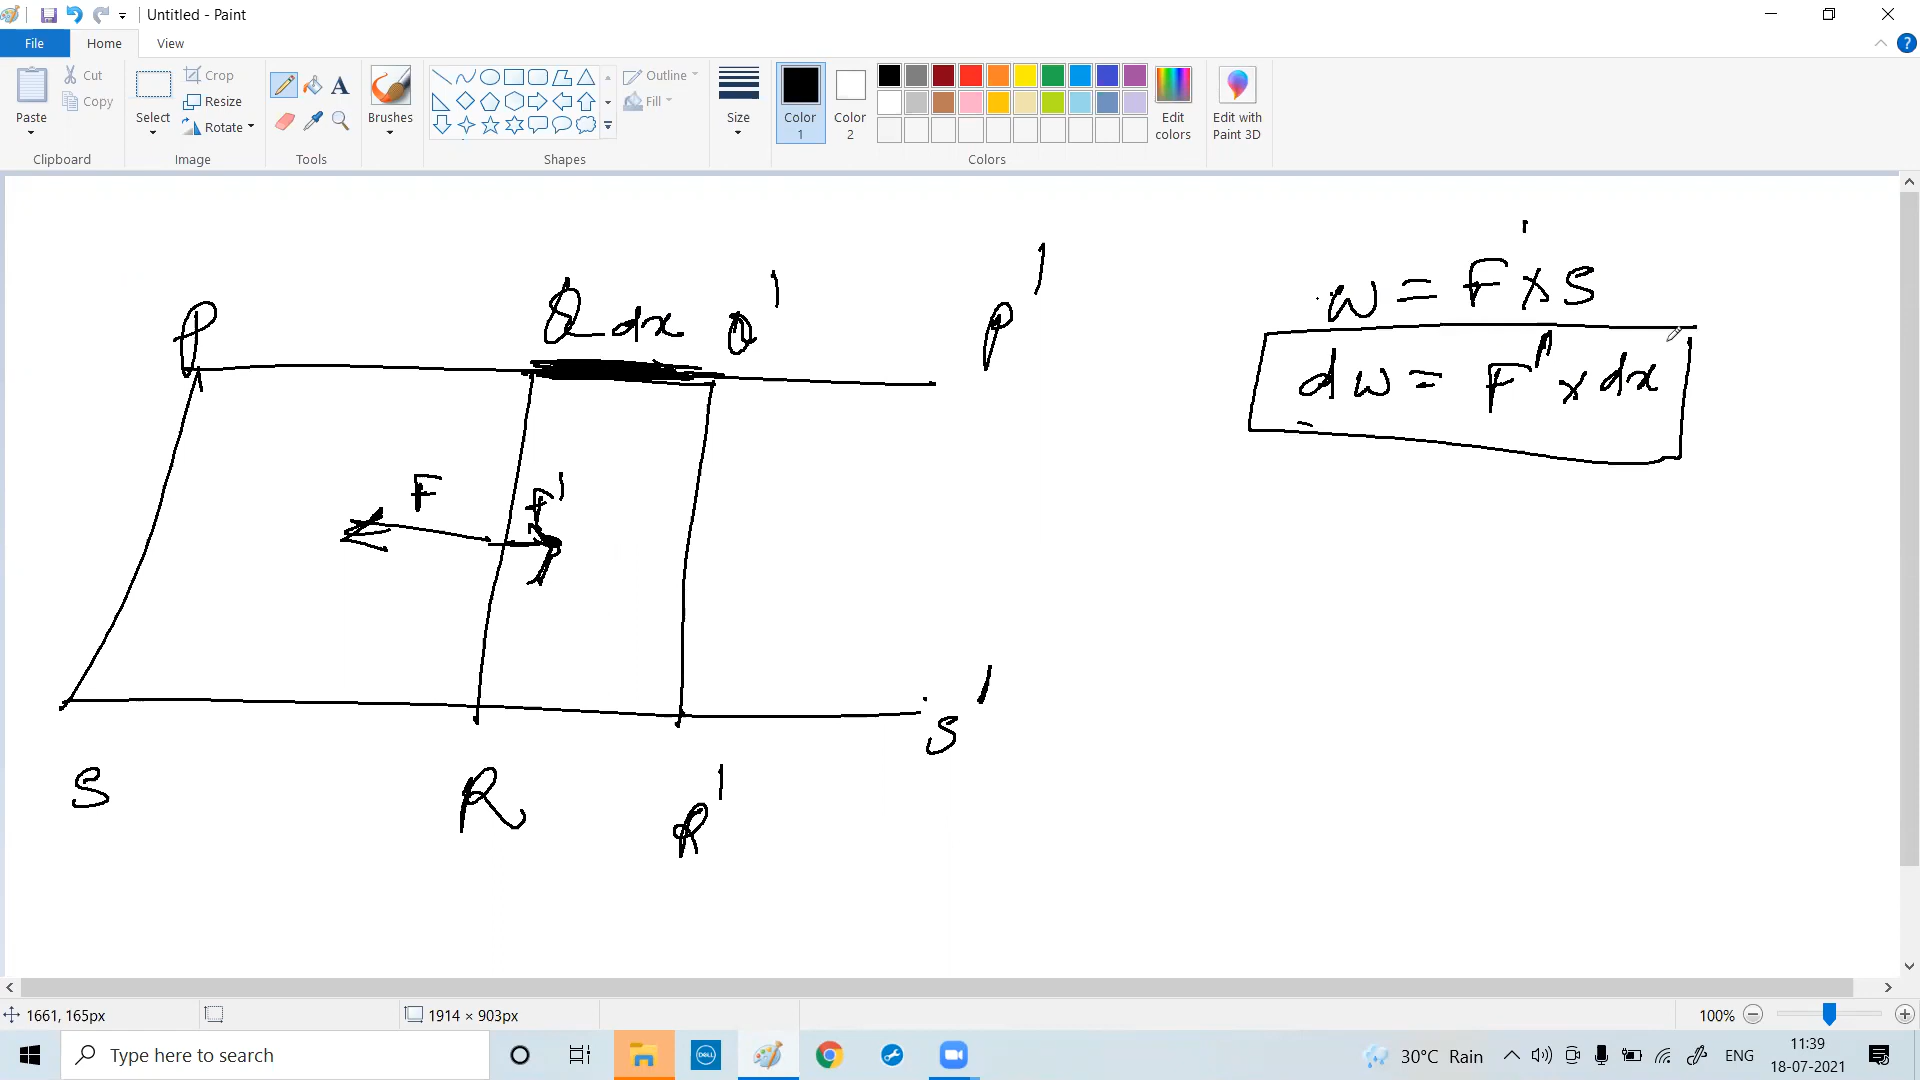 Untitled - Paint
File Home View
Paste
Cut
Copy
Clipboard
Select
Crop
Resize
Rotate
Image
Tools
Brushes
Outline
Fill
Shapes
Size
Color 1
Color 2
Edit colors
Edit with Paint 3D
Colors
P Q dx Q' P'
F F'
S R R' S'
w = F x s
dw = F' x dx
1661, 165px
1914 × 903px
100%
Type here to search
DELL
30°C Rain
ENG
11:39
18-07-2021